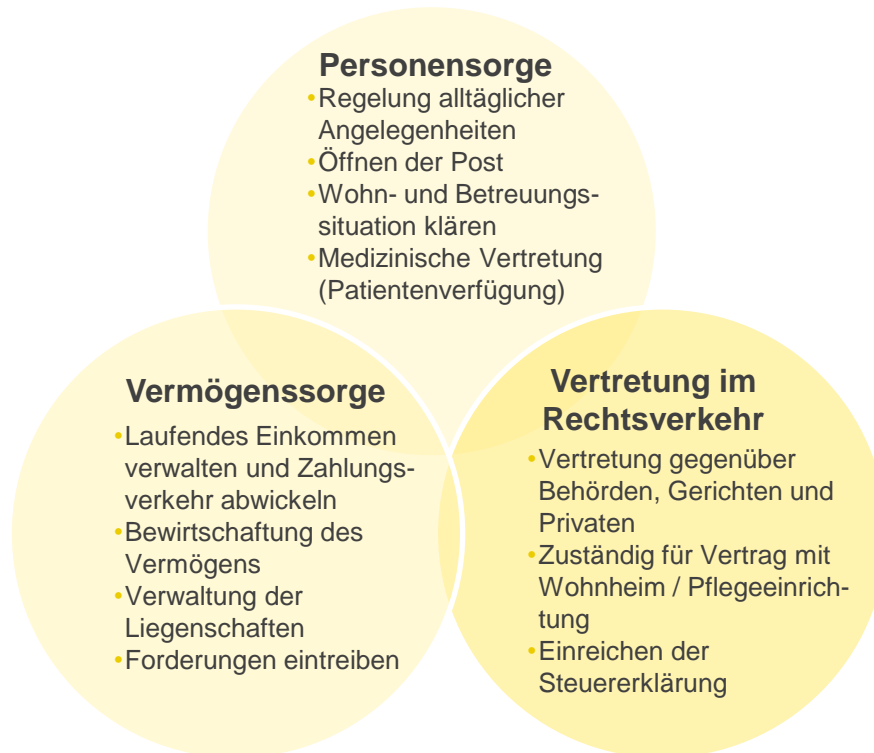 Personensorge
•Regelung alltäglicher
Angelegenheiten
•Öffnen der Post
•Wohn- und Betreuungs-
situation klären
•Medizinische Vertretung
(Patientenverfügung)
Vermögenssorge
•Laufendes Einkommen
verwalten und Zahlungs-
verkehr abwickeln
•Bewirtschaftung des
Vermögens
•Verwaltung der
Liegenschaften
•Forderungen eintreiben
Vertretung im
Rechtsverkehr
•Vertretung gegenüber
Behörden, Gerichten und
Privaten
•Zuständig für Vertrag mit
Wohnheim / Pflegeeinrich-
tung
•Einreichen der
Steuererklärung